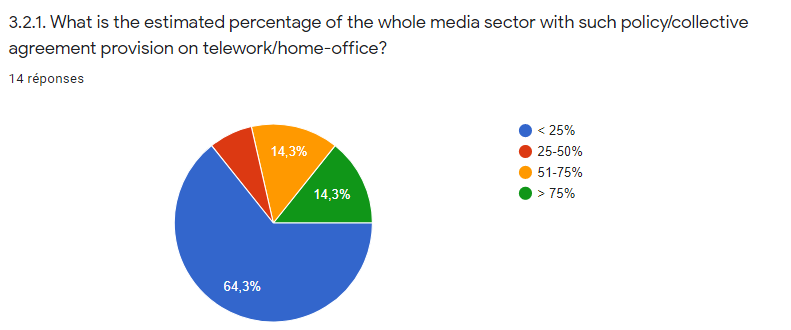 3.2.1. What is the estimated percentage of the whole media sector with such policy/collective
agreement provision on telework/home-office?
14 réponses
14,3%
14,3%
64,3%
< 25%
25-50%
51-75%
> 75%